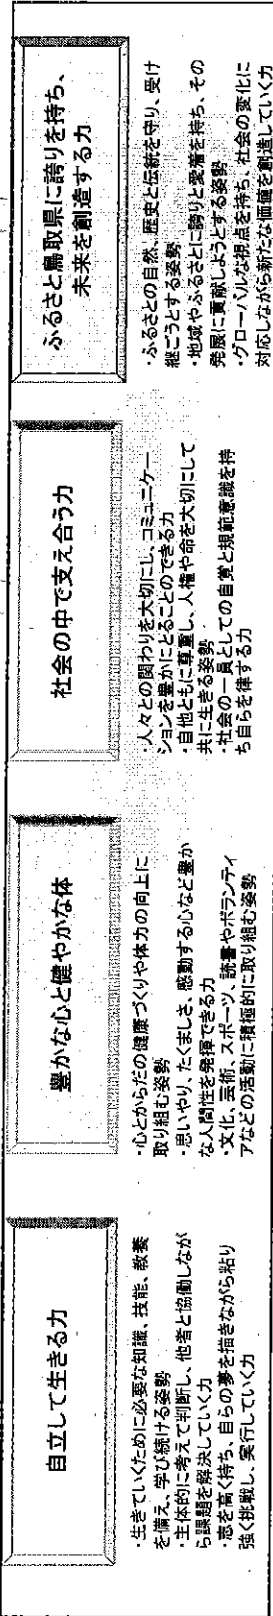 自立して生きる力
・生きていくために必要な知識、技能、教養
を備え、学び続ける姿勢
・主体的に考えて判断し、他者と協働しなが
ら課題を解決していく力
・志を高く持ち、自らの夢を描きながら粘り
強く挑戦し、実行していく力
豊かな心と健やかな体
・心とからだの健康づくりや体力の向上に
取り組む姿勢
・思いやり、たくましさ、感動する心など豊か
な人間性を発揮できる力
・文化、芸術、スポーツ、読書やボランティ
アなどの活動に積極的に取り組む姿勢
社会の中で支え合う力
・人々との関わりを大切にし、コミュニケー
ションを豊かにとることのできる力
・自他ともに尊重し、人権や命を大切にして
共に生きる姿勢
・社会の一員としての自覚と規範意識を持
ち自らを律する力
ふるさと鳥取県に誇りを持ち、
未来を創造する力
・ふるさとの自然、歴史と伝統を守り、受け
継ごうとする姿勢
・地域やふるさとに誇りと愛着を持ち、その
発展に貢献しようとする姿勢
・グローバルな視点を持ち、社会の変化に
対応しながら新たな価値を創造していく力